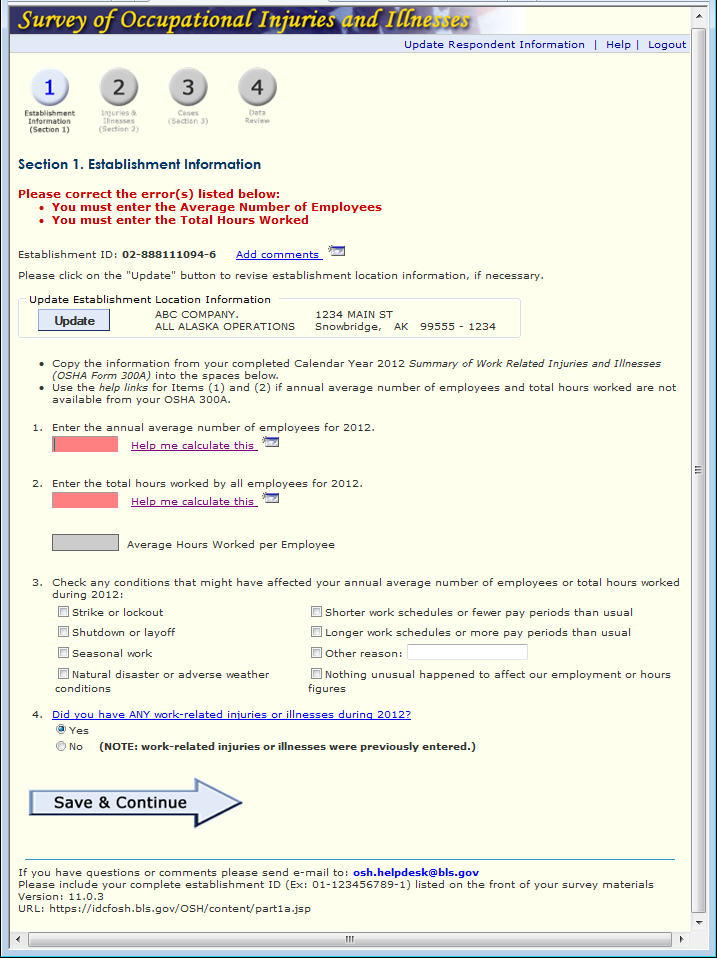 Survey of Occupational Injuries and Illnesses
Update Respondent Information | Help | Logout
1 2 3 4
Establishment Information (Section 1)
Injuries & Illnesses (Section 2)
Cases (Section 3)
Data Review
Section 1. Establishment Information
Please correct the error(s) listed below:
• You must enter the Average Number of Employees
• You must enter the Total Hours Worked
Establishment ID: 02-888111094-6 Add comments
Please click on the "Update" button to revise establishment location information, if necessary.
Update Establishment Location Information
Update
ABC COMPANY. 1234 MAIN ST
ALL ALASKA OPERATIONS Snowbridge, AK 99555 - 1234
• Copy the information from your completed Calendar Year 2012 Summary of Work Related Injuries and Illnesses
(OSHA Form 300A) into the spaces below.
• Use the help links for Items (1) and (2) if annual average number of employees and total hours worked are not
available from your OSHA 300A.
1. Enter the annual average number of employees for 2012.
Help me calculate this
2. Enter the total hours worked by all employees for 2012.
Help me calculate this
Average Hours Worked per Employee
3. Check any conditions that might have affected your annual average number of employees or total hours worked
during 2012:
Strike or lockout
Shorter work schedules or fewer pay periods than usual
Shutdown or layoff
Longer work schedules or more pay periods than usual
Seasonal work
Other reason:
Natural disaster or adverse weather
conditions
Nothing unusual happened to affect our employment or hours
figures
4. Did you have ANY work-related injuries or illnesses during 2012?
Yes
No (NOTE: work-related injuries or illnesses were previously entered.)
Save & Continue
If you have questions or comments please send e-mail to: osh.helpdesk@bls.gov
Please include your complete establishment ID (Ex: 01-123456789-1) listed on the front of your survey materials
Version: 11.0.3
URL: https://idcfosh.bls.gov/OSH/content/part1a.jsp